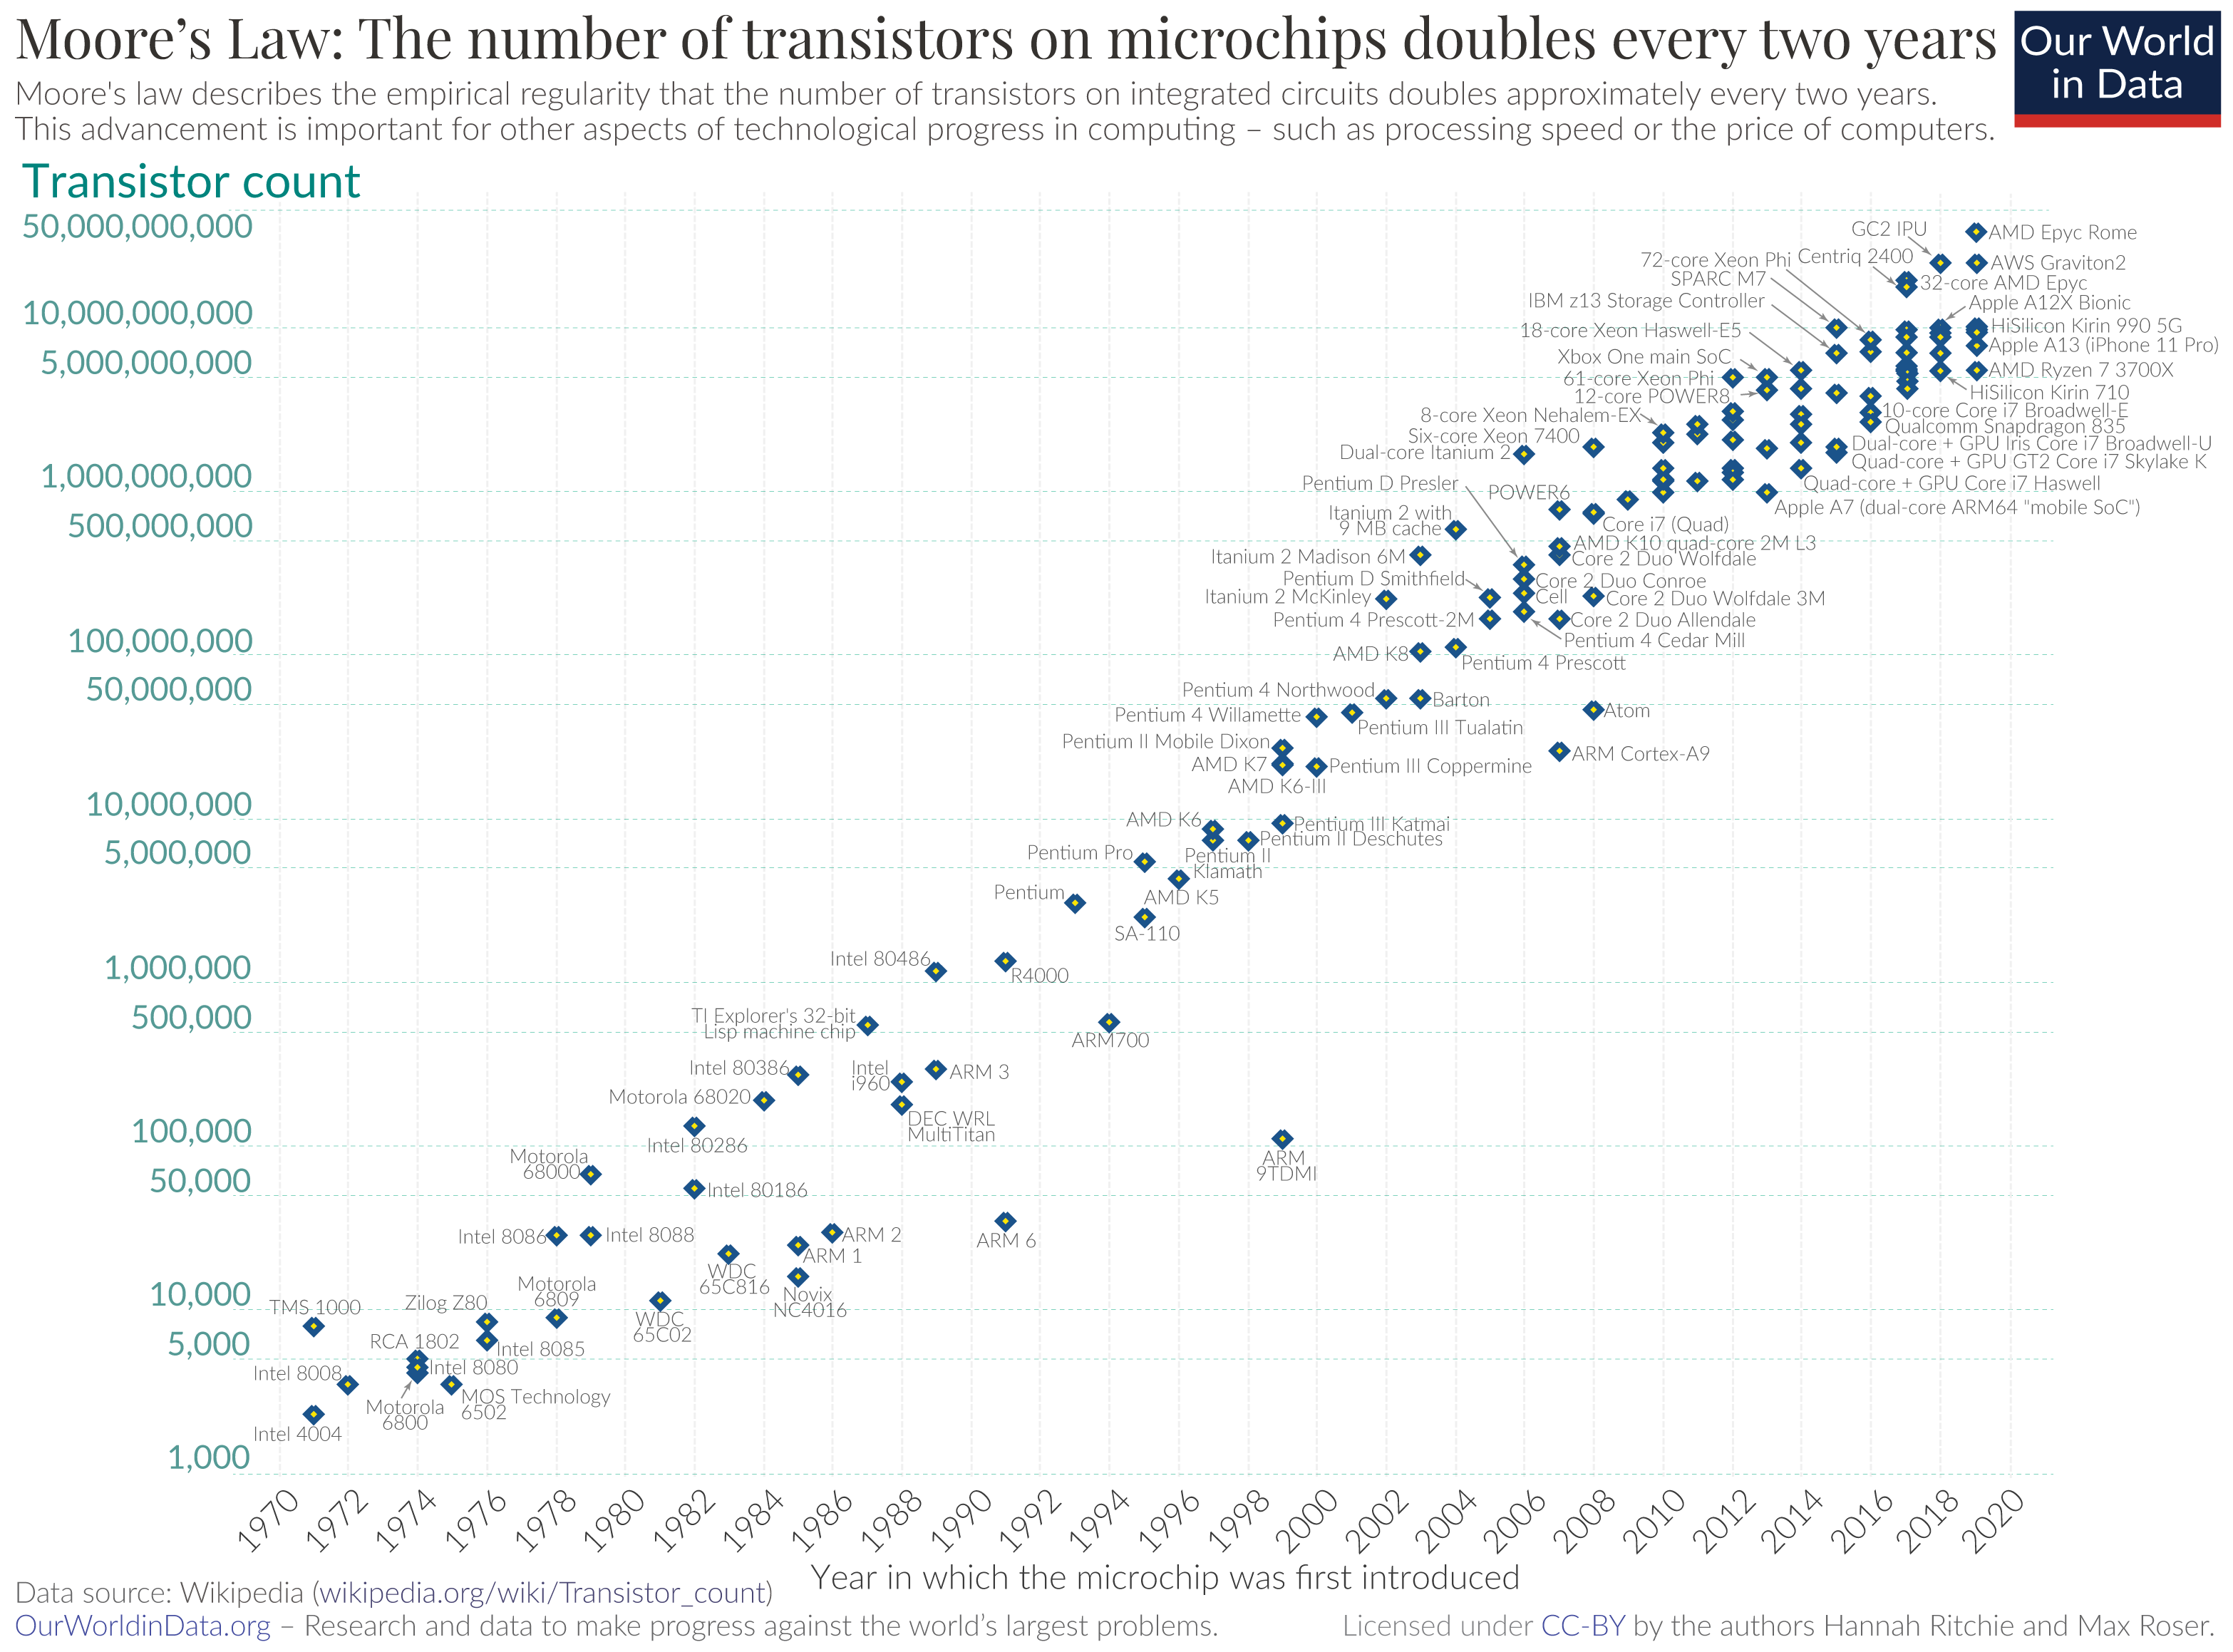 Moore's Law: The number of transistors on microchips doubles every two years
Our World
in Data
Moore's law describes the empirical regularity that the number of transistors on integrated circuits doubles approximately every two years.
This advancement is important for other aspects of technological progress in computing – such as processing speed or the price of computers.
Transistor count
50,000,000,000
10,000,000,000
5,000,000,000
1,000,000,000
500,000,000
100,000,000
50,000,000
10,000,000
5,000,000
1,000,000
500,000
100,000
50,000
10,000
5,000
1,000
GC2 IPU
AMD Epyc Rome
72-core Xeon Phi
Centriq 2400
AWS Graviton2
SPARC M7
32-core AMD Epyc
IBM z13 Storage Controller
Apple A12X Bionic
18-core Xeon Haswell-E5
HiSilicon Kirin 990 5G
Xbox One main SoC
Apple A13 (iPhone 11 Pro)
61-core Xeon Phi
AMD Ryzen 7 3700X
12-core POWER8
HiSilicon Kirin 710
8-core Xeon Nehalem-EX
10-core Core i7 Broadwell-E
Six-core Xeon 7400
Qualcomm Snapdragon 835
Dual-core Itanium 2
Dual-core + GPU Iris Core i7 Broadwell-U
Quad-core + GPU GT2 Core i7 Skylake K
Pentium D Presler
POWER6
Quad-core + GPU Core i7 Haswell
Itanium 2 with
9 MB cache
Apple A7 (dual-core ARM64 "mobile SoC")
Core i7 (Quad)
AMD K10 quad-core 2M L3
Itanium 2 Madison 6M
Core 2 Duo Wolfdale
Pentium D Smithfield
Core 2 Duo Conroe
Itanium 2 McKinley
Cell
Core 2 Duo Wolfdale 3M
Pentium 4 Prescott-2M
Core 2 Duo Allendale
Pentium 4 Cedar Mill
AMD K8
Pentium 4 Prescott
Pentium 4 Northwood
Barton
Atom
Pentium 4 Willamette
Pentium III Tualatin
Pentium II Mobile Dixon
ARM Cortex-A9
AMD K7
Pentium III Coppermine
AMD K6-III
AMD K6
Pentium III Katmai
Pentium II Deschutes
Pentium Pro
Pentium II
Klamath
Pentium
AMD K5
SA-110
Intel 80486
R4000
TI Explorer's 32-bit
Lisp machine chip
ARM700
Intel 80386
Intel
i960
ARM 3
Motorola 68020
DEC WRL
MultiTitan
Intel 80286
Motorola
68000
ARM
9TDMI
Intel 80186
Intel 8086
Intel 8088
ARM 2
ARM 6
ARM 1
WDC
65C816
Motorola
6809
Novix
NC4016
TMS 1000
Zilog Z80
WDC
65C02
RCA 1802
Intel 8085
Intel 8008
Intel 8080
MOS Technology
6502
Motorola
6800
Intel 4004
1970
1972
1974
1976
1978
1980
1982
1984
1986
1988
1990
1992
1994
1996
1998
2000
2002
2004
2006
2008
2010
2012
2014
2016
2018
2020
Year in which the microchip was first introduced
Data source: Wikipedia (wikipedia.org/wiki/Transistor_count)
OurWorldinData.org – Research and data to make progress against the world's largest problems.
Licensed under CC-BY by the authors Hannah Ritchie and Max Roser.